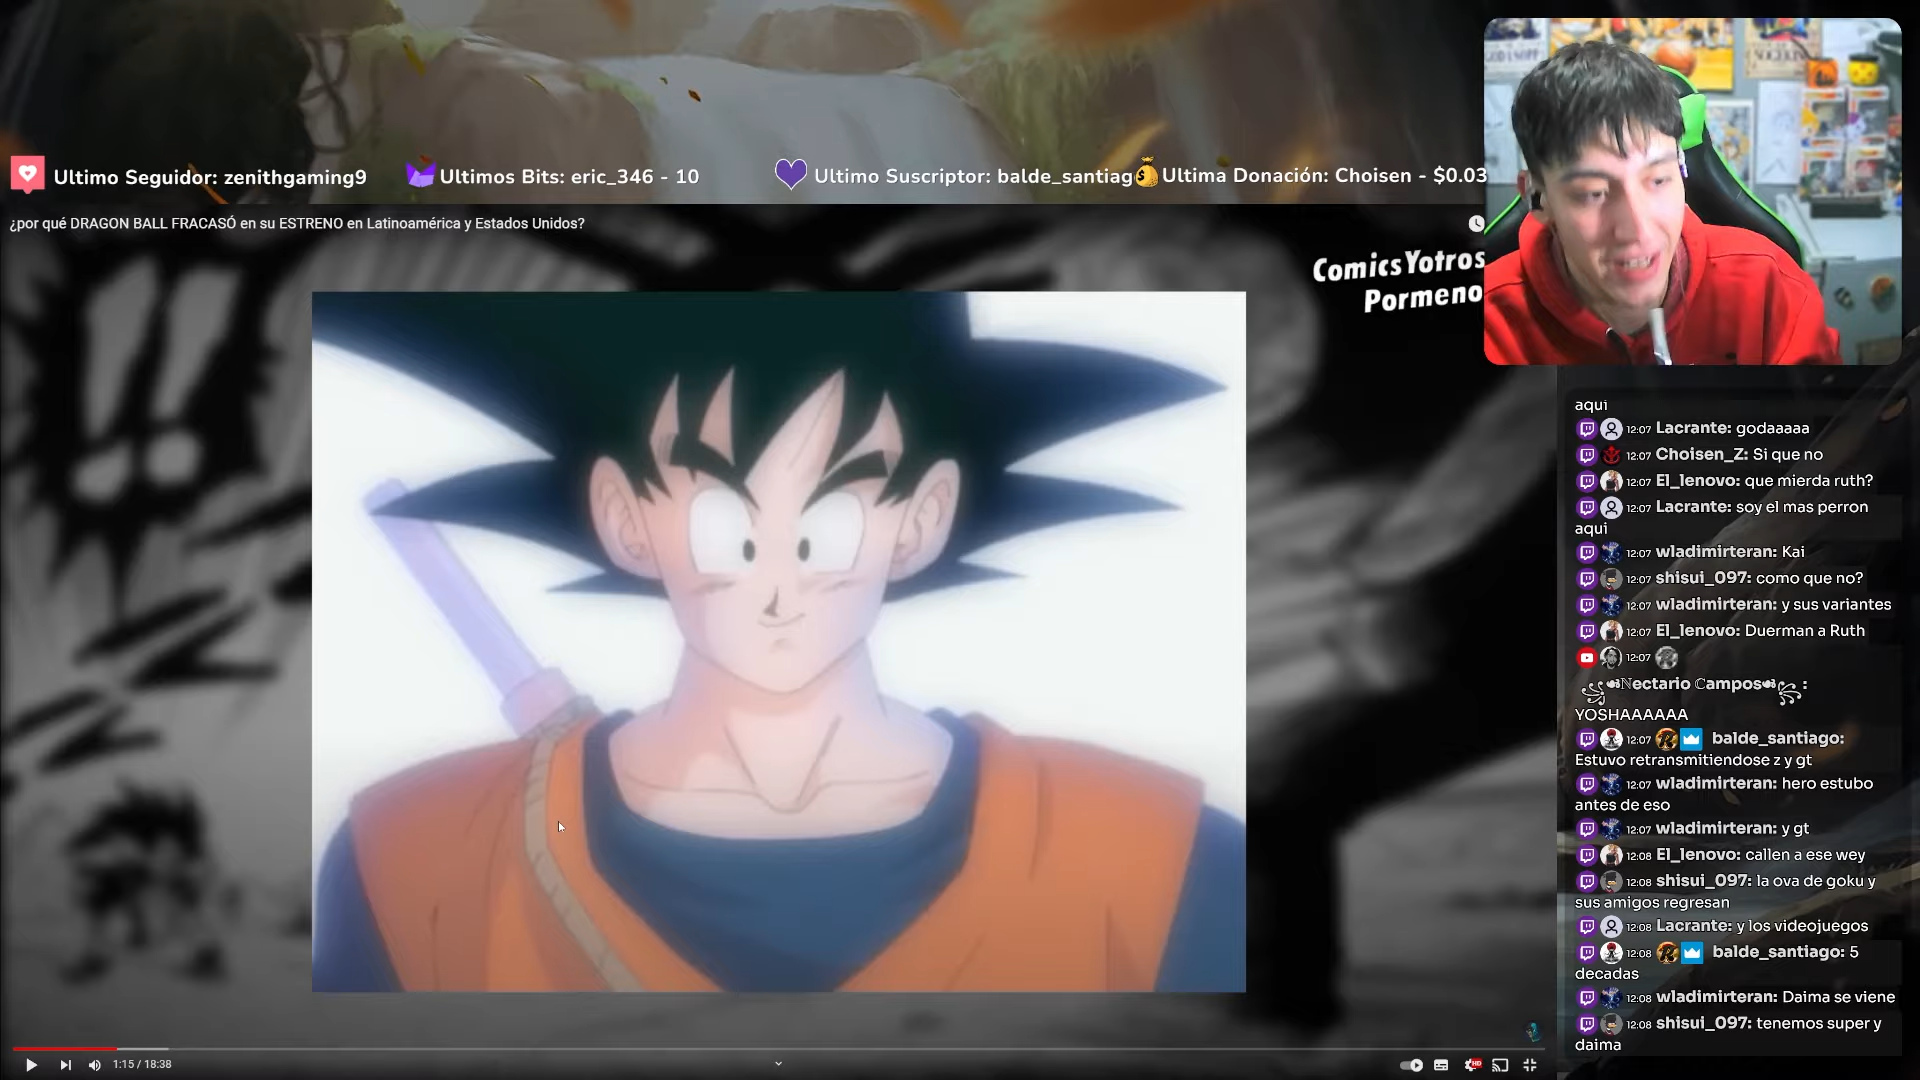 Ultimo Seguidor: zenithgaming9
Ultimos Bits: eric_346 - 10
Ultimo Suscriptor: balde_santiag
Ultima Donación: Choisen - $0.03
¿por qué DRAGON BALL FRACASÓ en su ESTRENO en Latinoamérica y Estados Unidos?
ComicsYotros
Pormeno
aqui
12:07 Lacrante: godaaaaa
12:07 Choisen_Z: Si que no
12:07 El_lenovo: que mierda ruth?
12:07 Lacrante: soy el mas perron
aqui
12:07 wladimirteran: Kai
12:07 shisui_097: como que no?
12:07 wladimirteran: y sus variantes
12:07 El_lenovo: Duerman a Ruth
12:07
ℕectario ℂampos:
YOSHAAAAAA
12:07 balde_santiago:
Estuvo retransmitiendose z y gt
12:07 wladimirteran: hero estubo
antes de eso
12:07 wladimirteran: y gt
12:08 El_lenovo: callen a ese wey
12:08 shisui_097: la ova de goku y
sus amigos regresan
12:08 Lacrante: y los videojuegos
12:08 balde_santiago: 5
decadas
12:08 wladimirteran: Daima se viene
12:08 shisui_097: tenemos super y
daima
1:15 / 18:38
HD